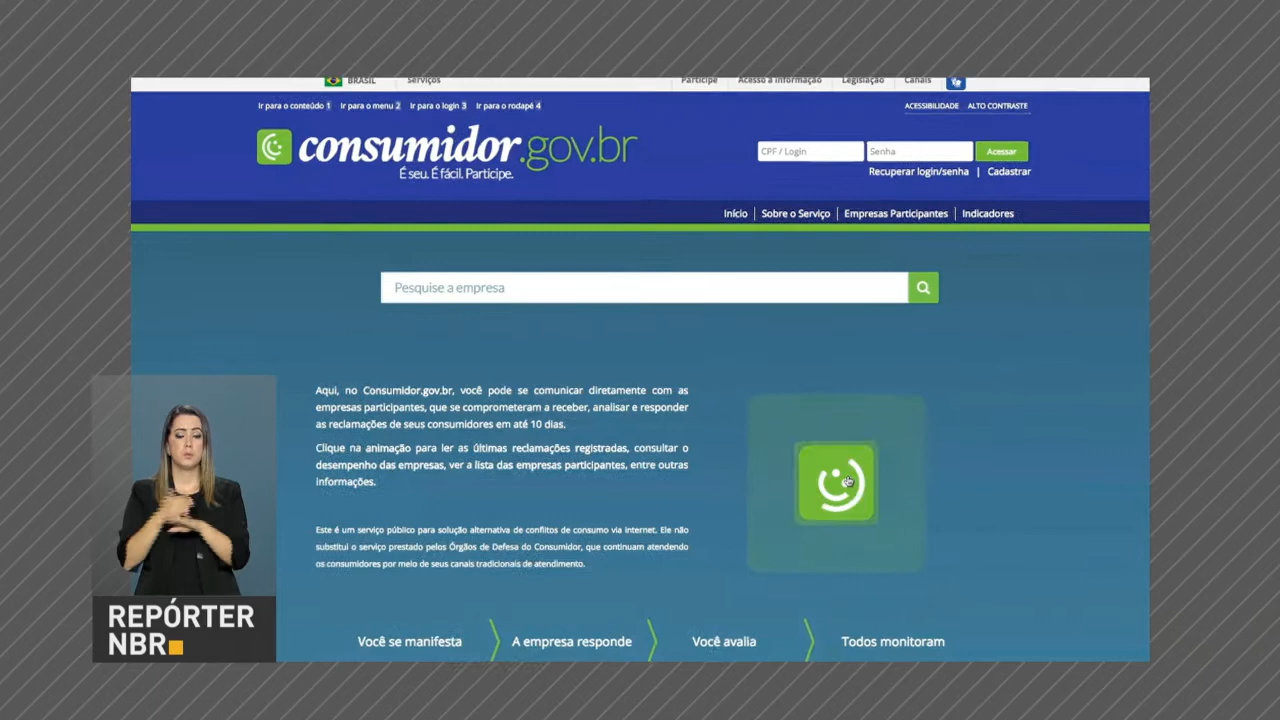 BRASIL Serviços Participe Acesso à informação Legislação Canais
Ir para o conteúdo 1 Ir para o menu 2 Ir para o login 3 Ir para o rodapé 4 ACESSIBILIDADE ALTO CONTRASTE
consumidor.gov.br
É seu. É fácil. Participe.
CPF / Login Senha Acessar
Recuperar login/senha | Cadastrar
Início Sobre o Serviço Empresas Participantes Indicadores
Pesquise a empresa
Aqui, no Consumidor.gov.br, você pode se comunicar diretamente com as
empresas participantes, que se comprometeram a receber, analisar e responder
as reclamações de seus consumidores em até 10 dias.
Clique na animação para ler as últimas reclamações registradas, consultar o
desempenho das empresas, ver a lista das empresas participantes, entre outras
informações.
Este é um serviço público para solução alternativa de conflitos de consumo via internet. Ele não
substitui o serviço prestado pelos Órgãos de Defesa do Consumidor, que continuam atendendo
os consumidores por meio de seus canais tradicionais de atendimento.
Você se manifesta A empresa responde Você avalia Todos monitoram
REPÓRTER
NBR